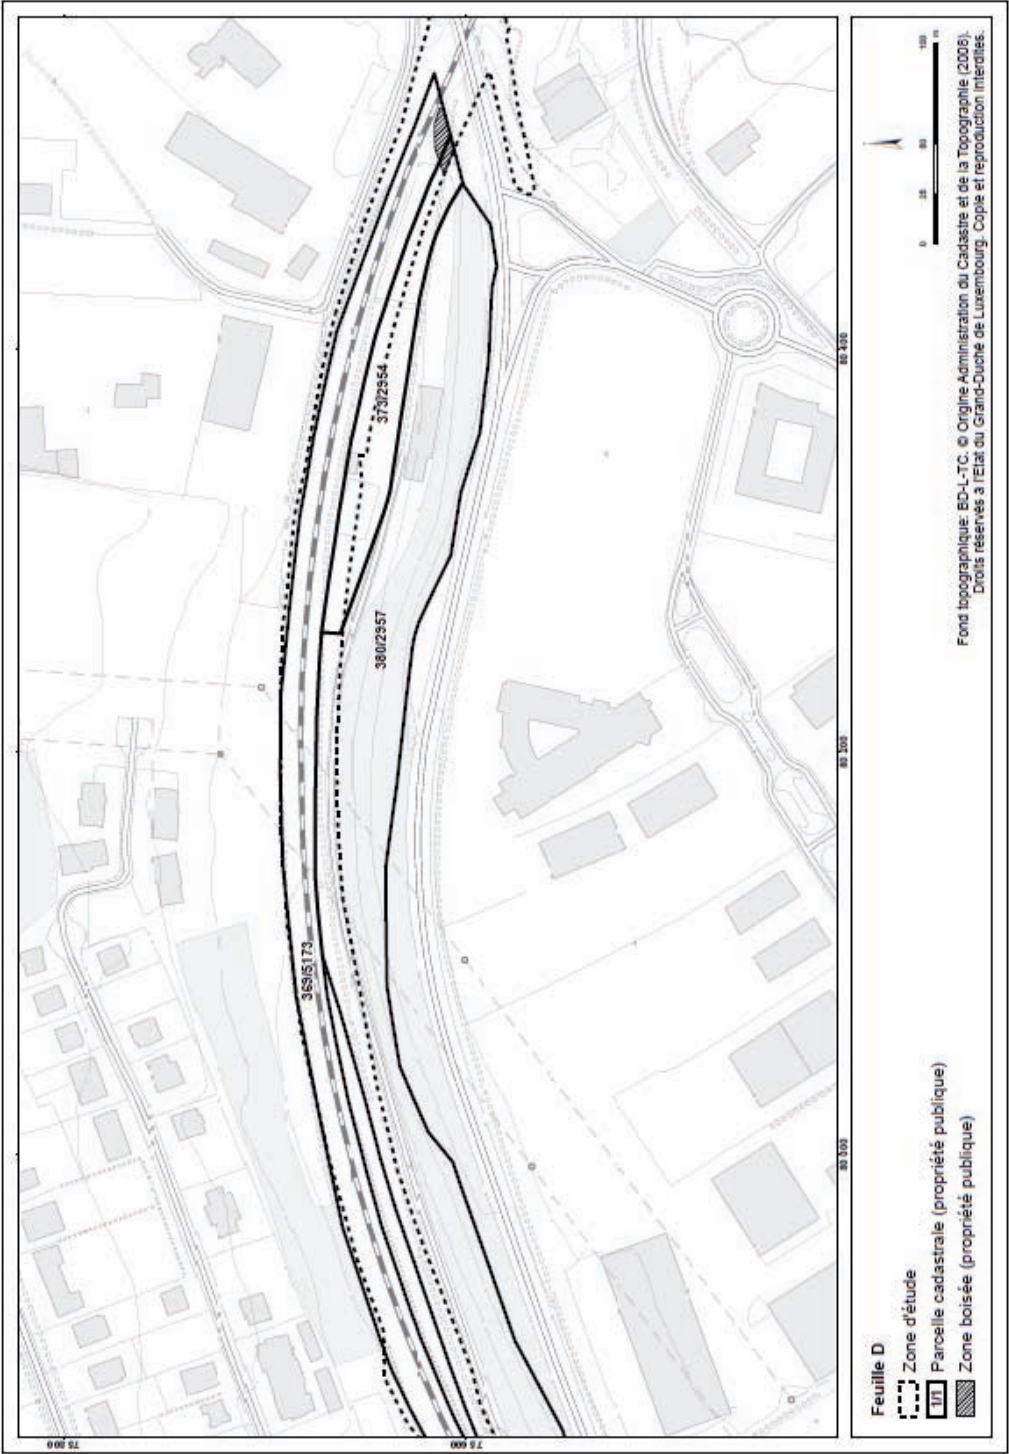 75 800
75 600
369/5173
380/2957
373/2954
80 000
80 200
80 400
Feuille D
Zone d'étude
1/1 Parcelle cadastrale (propriété publique)
Zone boisée (propriété publique)
0 25 50 100
m
Fond topographique: BD-L-TC. © Origine Administration du Cadastre et de la Topographie (2008).
Droits réservés à l'Etat du Grand-Duché de Luxembourg. Copie et reproduction interdites.